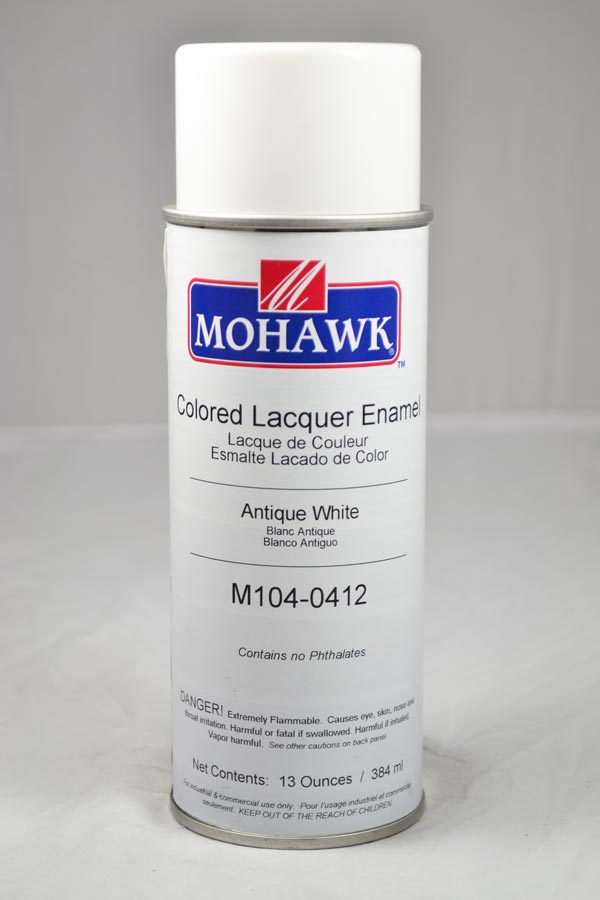 M
MOHAWK®
™
Colored Lacquer Enamel
Lacque de Couleur
Esmalte Lacado de Color
Antique White
Blanc Antique
Blanco Antiguo
M104-0412
Contains no Phthalates
DANGER! Extremely Flammable. Causes eye, skin, nose and
throat irritation. Harmful or fatal if swallowed. Harmful if inhaled.
Vapor harmful. See other cautions on back panel.
Net Contents: 13 Ounces / 384 ml
For industrial & commercial use only. Pour l'usage industriel et commercial
seulement. KEEP OUT OF THE REACH OF CHILDREN.